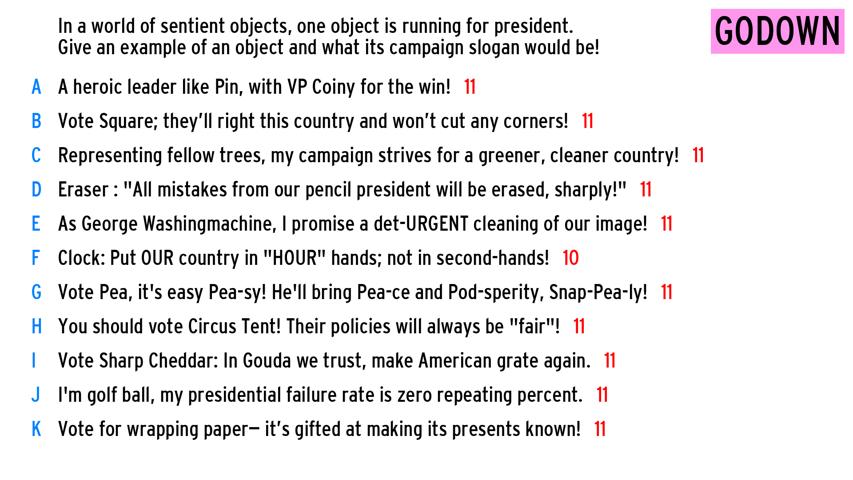 In a world of sentient objects, one object is running for president.
Give an example of an object and what its campaign slogan would be!
GODOWN
A A heroic leader like Pin, with VP Coiny for the win! 11
B Vote Square; they'll right this country and won't cut any corners! 11
C Representing fellow trees, my campaign strives for a greener, cleaner country! 11
D Eraser : "All mistakes from our pencil president will be erased, sharply!" 11
E As George Washingmachine, I promise a det-URGENT cleaning of our image! 11
F Clock: Put OUR country in "HOUR" hands; not in second-hands! 10
G Vote Pea, it's easy Pea-sy! He'll bring Pea-ce and Pod-sperity, Snap-Pea-ly! 11
H You should vote Circus Tent! Their policies will always be "fair"! 11
I Vote Sharp Cheddar: In Gouda we trust, make American grate again. 11
J I'm golf ball, my presidential failure rate is zero repeating percent. 11
K Vote for wrapping paper– it's gifted at making its presents known! 11